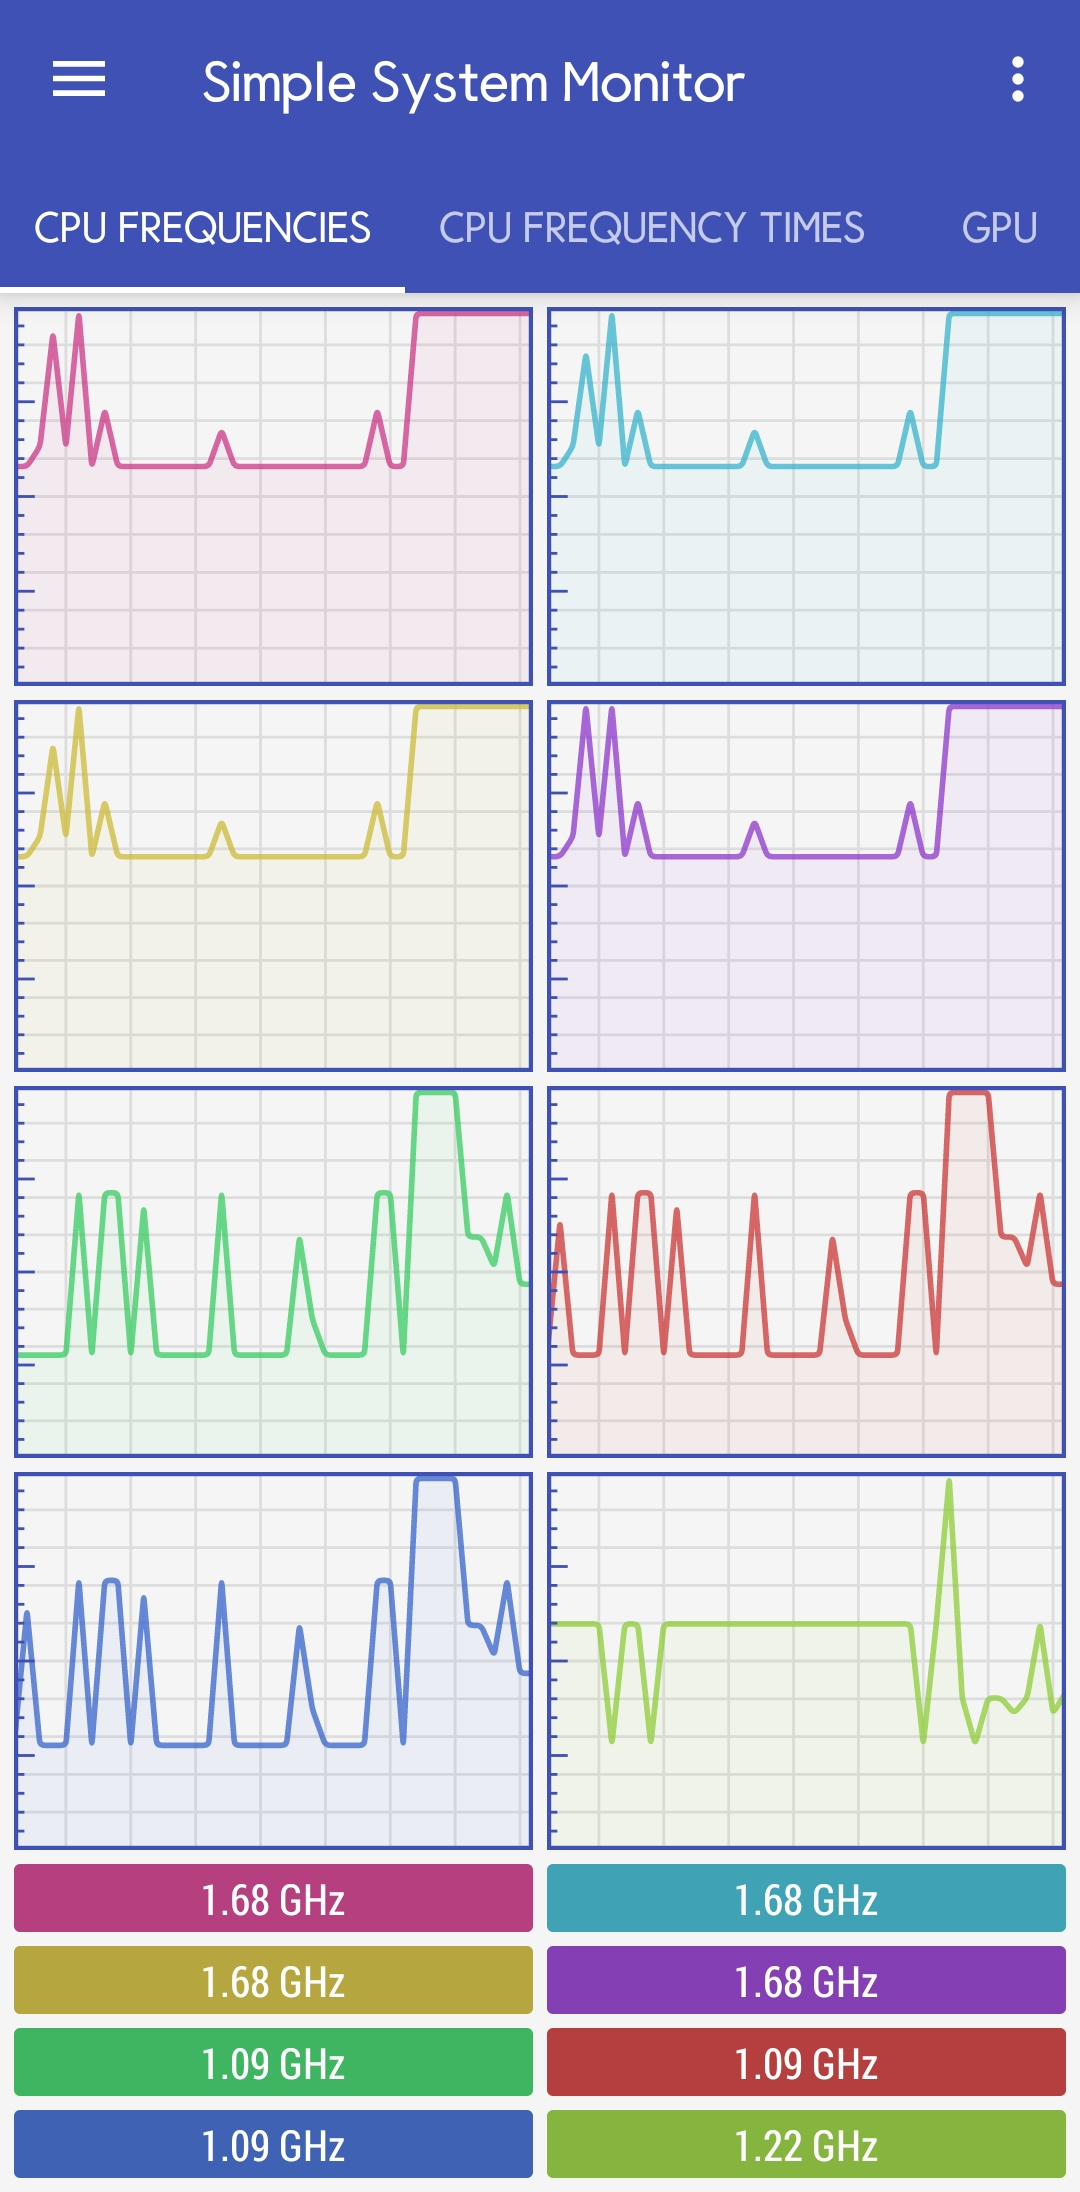 Simple System Monitor
CPU FREQUENCIES CPU FREQUENCY TIMES GPU
1.68 GHz 1.68 GHz
1.68 GHz 1.68 GHz
1.09 GHz 1.09 GHz
1.09 GHz 1.22 GHz